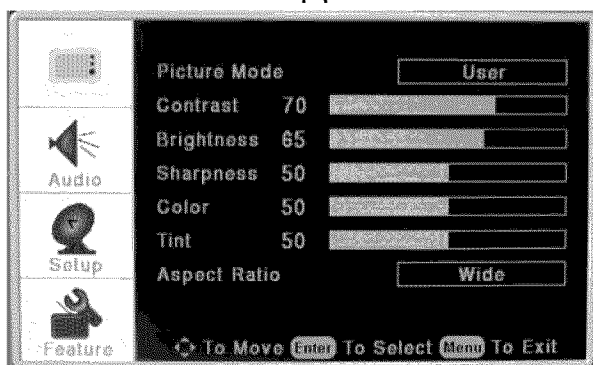 Picture Mode User
Contrast 70
Brightness 65
Audio
Sharpness 50
Color 50
Tint 50
Setup
Aspect Ratio Wide
Feature
To Move Enter To Select Menu To Exit